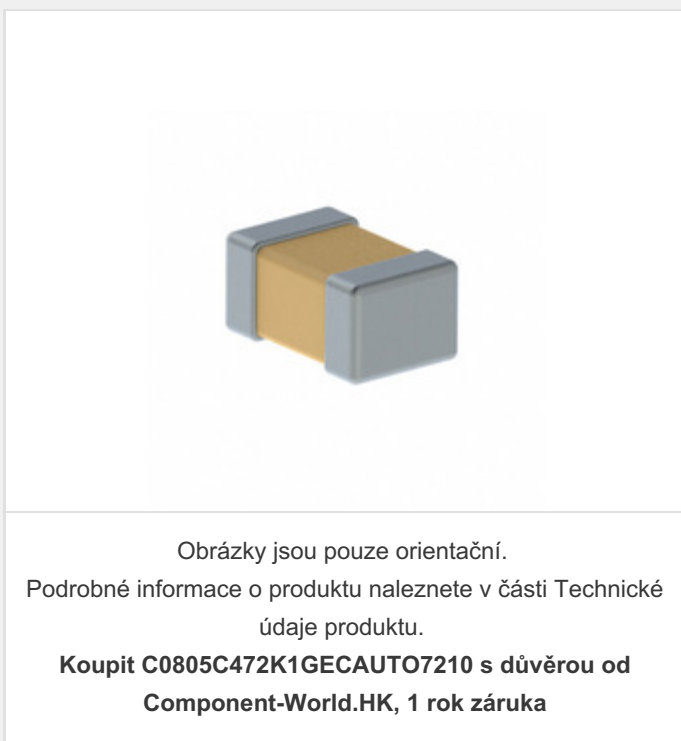 Obrázky jsou pouze orientační.
Podrobné informace o produktu naleznete v části Technické
údaje produktu.
Koupit C0805C472K1GECAUTO7210 s důvěrou od
Component-World.HK, 1 rok záruka